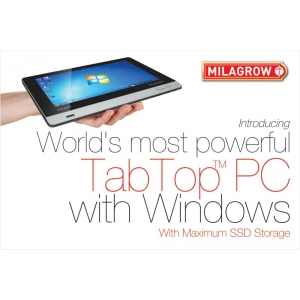 MILAGROW
Introducing
World's most powerful
TabTop™ PC
with Windows
With Maximum SSD Storage